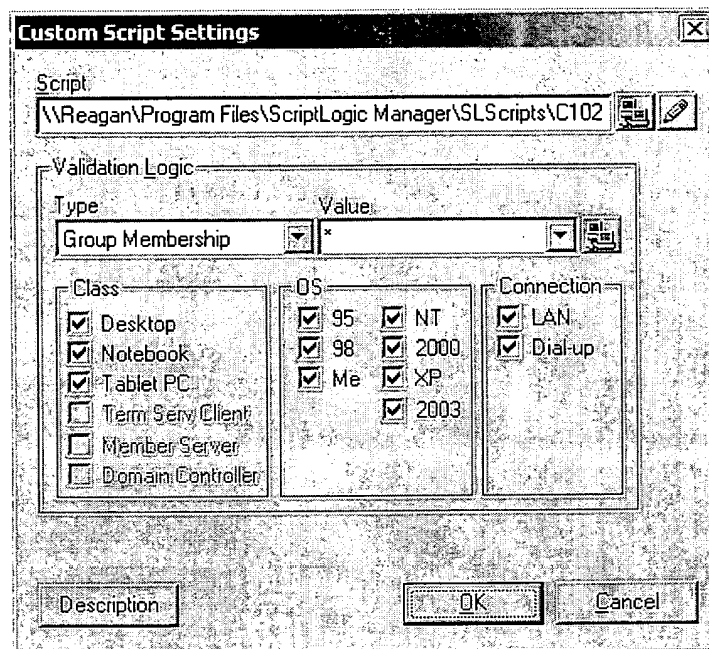 Custom Script Settings
Script
\\Reagan\Program Files\ScriptLogic Manager\SLScripts\C102
Validation Logic
Type Value
Group Membership *
Class OS Connection
Desktop 95 NT LAN
Notebook 98 2000 Dial-up
Tablet PC Me XP
Term Serv Client 2003
Member Server
Domain Controller
Description OK Cancel